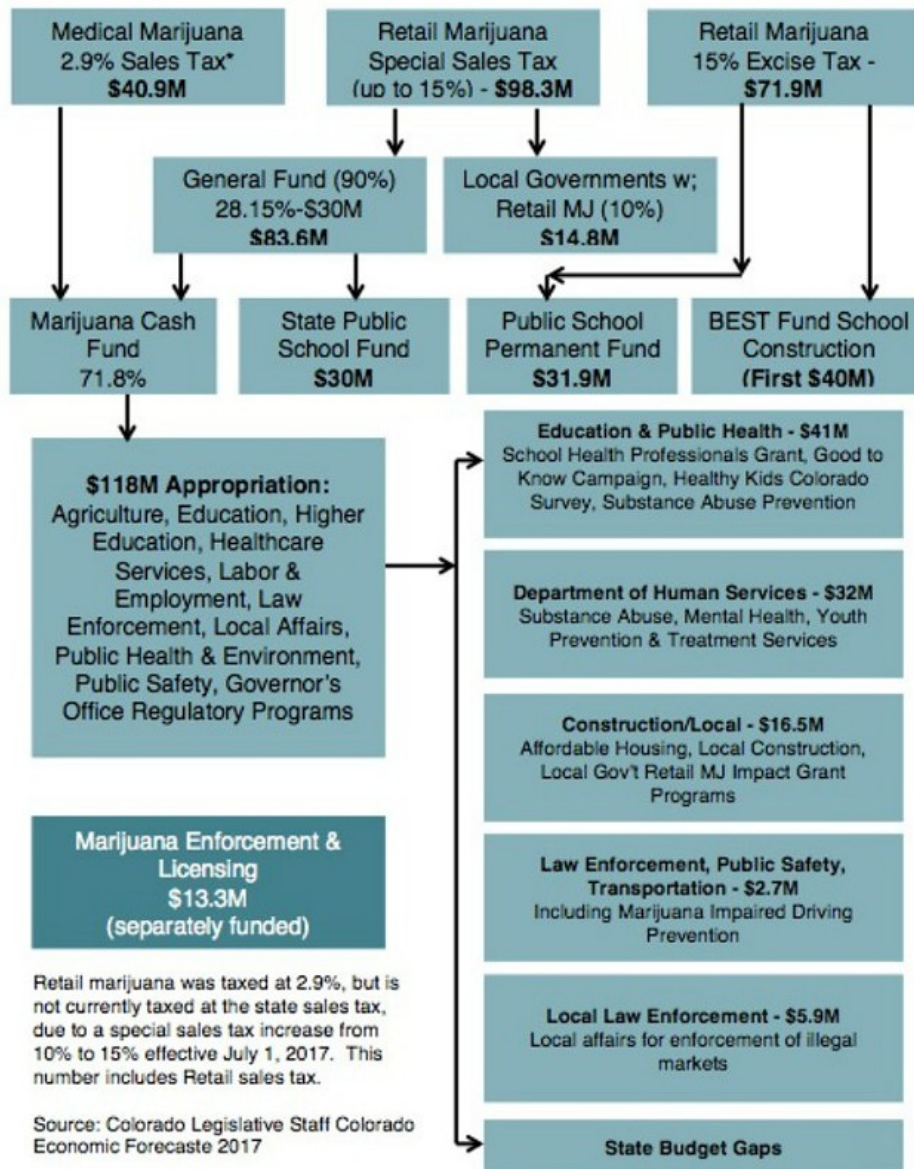 Medical Marijuana
2.9% Sales Tax*
$40.9M
Retail Marijuana
Special Sales Tax
(up to 15%) - $98.3M
Retail Marijuana
15% Excise Tax -
$71.9M
General Fund (90%)
28.15%-$30M
$83.6M
Local Governments w;
Retail MJ (10%)
$14.8M
Marijuana Cash
Fund
71.8%
State Public
School Fund
$30M
Public School
Permanent Fund
$31.9M
BEST Fund School
Construction
(First $40M)
$118M Appropriation:
Agriculture, Education, Higher
Education, Healthcare
Services, Labor &
Employment, Law
Enforcement, Local Affairs,
Public Health & Environment,
Public Safety, Governor's
Office Regulatory Programs
Education & Public Health - $41M
School Health Professionals Grant, Good to
Know Campaign, Healthy Kids Colorado
Survey, Substance Abuse Prevention
Department of Human Services - $32M
Substance Abuse, Mental Health, Youth
Prevention & Treatment Services
Construction/Local - $16.5M
Affordable Housing, Local Construction,
Local Gov't Retail MJ Impact Grant
Programs
Law Enforcement, Public Safety,
Transportation - $2.7M
Including Marijuana Impaired Driving
Prevention
Local Law Enforcement - $5.9M
Local affairs for enforcement of illegal
markets
State Budget Gaps
Marijuana Enforcement &
Licensing
$13.3M
(separately funded)
Retail marijuana was taxed at 2.9%, but is
not currently taxed at the state sales tax,
due to a special sales tax increase from
10% to 15% effective July 1, 2017. This
number includes Retail sales tax.
Source: Colorado Legislative Staff Colorado
Economic Forecaste 2017